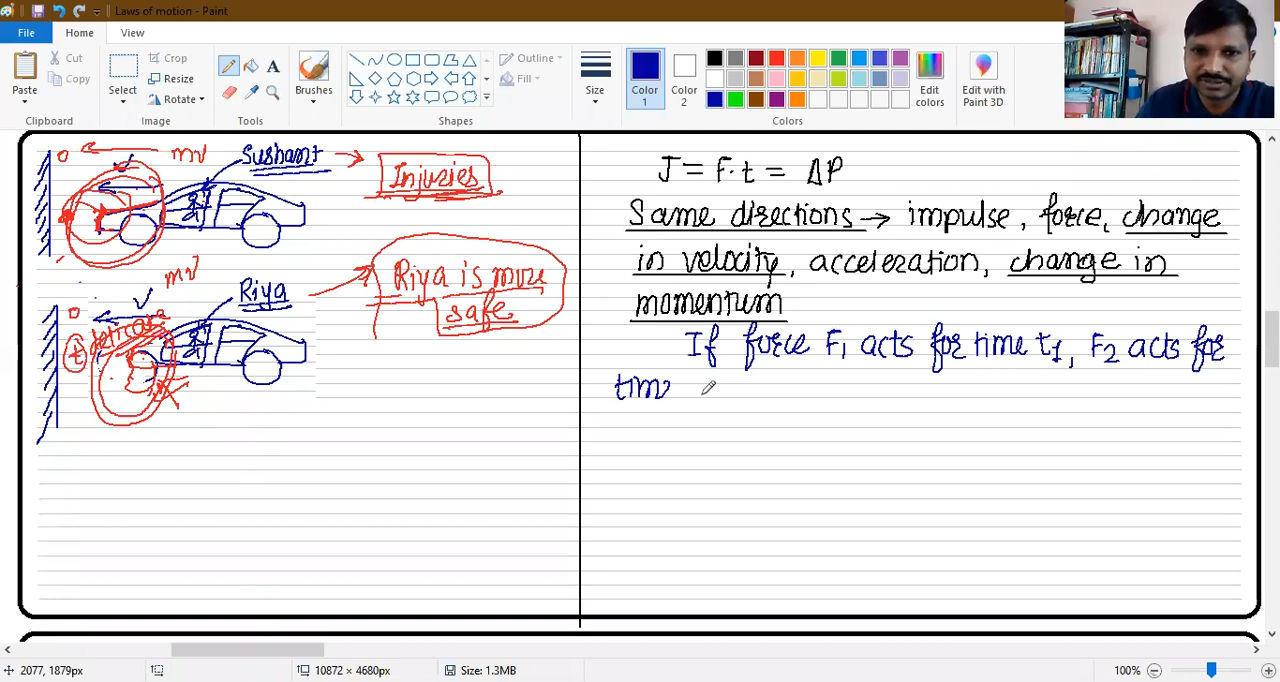 Laws of motion - Paint
File
Home
View
Paste
Cut
Copy
Clipboard
Select
Crop
Resize
Rotate
Image
Tools
Brushes
Outline
Fill
Shapes
Size
Color 1
Color 2
Edit colors
Edit with Paint 3D
Colors
0
mv
Sushant
Injuries
mv
0
Riya
Riya is more
safe
t
J = F·t = ΔP
Same directions → impulse, force, change
in velocity, acceleration, change in
momentum
If force F₁ acts for time t₁, F₂ acts for
tim
2077, 1879px
10872 × 4680px
Size: 1.3MB
100%